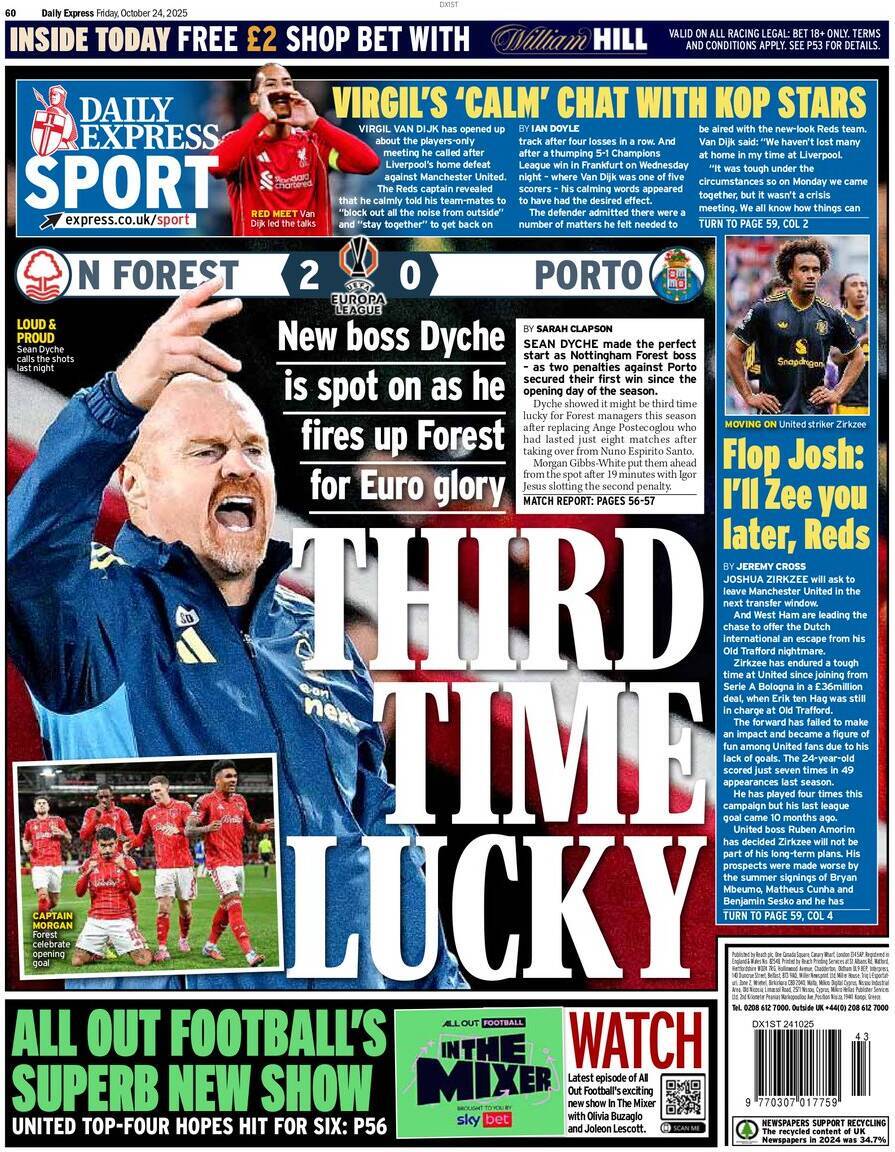 DX1ST
60 Daily Express Friday, October 24, 2025
INSIDE TODAY FREE £2 SHOP BET WITH William HILL
VALID ON ALL RACING LEGAL: BET 18+ ONLY. TERMS
AND CONDITIONS APPLY. SEE P53 FOR DETAILS.
DAILY
EXPRESS
SPORT
express.co.uk/sport
RED MEET Van
Dijk led the talks
Standard
chartered
VIRGIL'S 'CALM' CHAT WITH KOP STARS
VIRGIL VAN DIJK has opened up
about the players-only
meeting he called after
Liverpool's home defeat
against Manchester United.
The Reds captain revealed
that he calmly told his team-mates to
"block out all the noise from outside"
and "stay together" to get back on
BY IAN DOYLE
track after four losses in a row. And
after a thumping 5-1 Champions
League win in Frankfurt on Wednesday
night – where Van Dijk was one of five
scorers – his calming words appeared
to have had the desired effect.
The defender admitted there were a
number of matters he felt needed to
be aired with the new-look Reds team.
Van Dijk said: "We haven't lost many
at home in my time at Liverpool.
"It was tough under the
circumstances so on Monday we came
together, but it wasn't a crisis
meeting. We all know how things can
TURN TO PAGE 59, COL 2
N FOREST 2 0 PORTO
UEFA
EUROPA
LEAGUE
LOUD &
PROUD
Sean Dyche
calls the shots
last night
New boss Dyche
is spot on as he
fires up Forest
for Euro glory
BY SARAH CLAPSON
SEAN DYCHE made the perfect
start as Nottingham Forest boss
– as two penalties against Porto
secured their first win since the
opening day of the season.
Dyche showed it might be third time
lucky for Forest managers this season
after replacing Ange Postecoglou who
had lasted just eight matches after
taking over from Nuno Espirito Santo.
Morgan Gibbs-White put them ahead
from the spot after 19 minutes with Igor
Jesus slotting the second penalty.
MATCH REPORT: PAGES 56-57
SD
e·on
next
THIRD
TIME
LUCKY
CAPTAIN
MORGAN
Forest
celebrate
opening
goal
Snapdragon
MOVING ON United striker Zirkzee
Flop Josh:
I'll Zee you
later, Reds
BY JEREMY CROSS
JOSHUA ZIRKZEE will ask to
leave Manchester United in the
next transfer window.
And West Ham are leading the
chase to offer the Dutch
international an escape from his
Old Trafford nightmare.
Zirkzee has endured a tough
time at United since joining from
Serie A Bologna in a £36million
deal, when Erik ten Hag was still
in charge at Old Trafford.
The forward has failed to make
an impact and became a figure of
fun among United fans due to his
lack of goals. The 24-year-old
scored just seven times in 49
appearances last season.
He has played four times this
campaign but his last league
goal came 10 months ago.
United boss Ruben Amorim
has decided Zirkzee will not be
part of his long-term plans. His
prospects were made worse by
the summer signings of Bryan
Mbeumo, Matheus Cunha and
Benjamin Sesko and he has
TURN TO PAGE 59, COL 4
ALL OUT FOOTBALL'S
SUPERB NEW SHOW
UNITED TOP-FOUR HOPES HIT FOR SIX: P56
ALL OUT FOOTBALL
IN THE
MIXER
BROUGHT TO YOU BY
sky bet
WATCH
Latest episode of All
Out Football's exciting
new show In The Mixer
with Olivia Buzaglo
and Joleon Lescott.
SCAN ME
Published by Reach plc, One Canada Square, Canary Wharf, London E14 5AP. Registered in
Tel. 0208 612 7000. Outside UK +44(0) 208 612 7000
DX1ST 241025
43
9 770307 017759
NEWSPAPERS SUPPORT RECYCLING
The recycled content of UK
Newspapers in 2024 was 34.7%